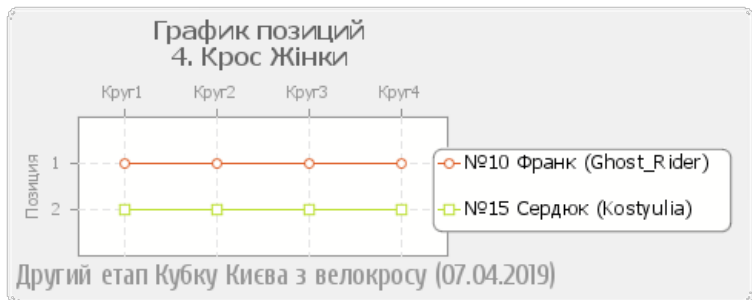 График позиций
4. Крос Жінки
Круг1 Круг2 Круг3 Круг4
Позиция
1
2
№10 Франк (Ghost_Rider)
№15 Сердюк (Kostyulia)
Другий етап Кубку Києва з велокросу (07.04.2019)